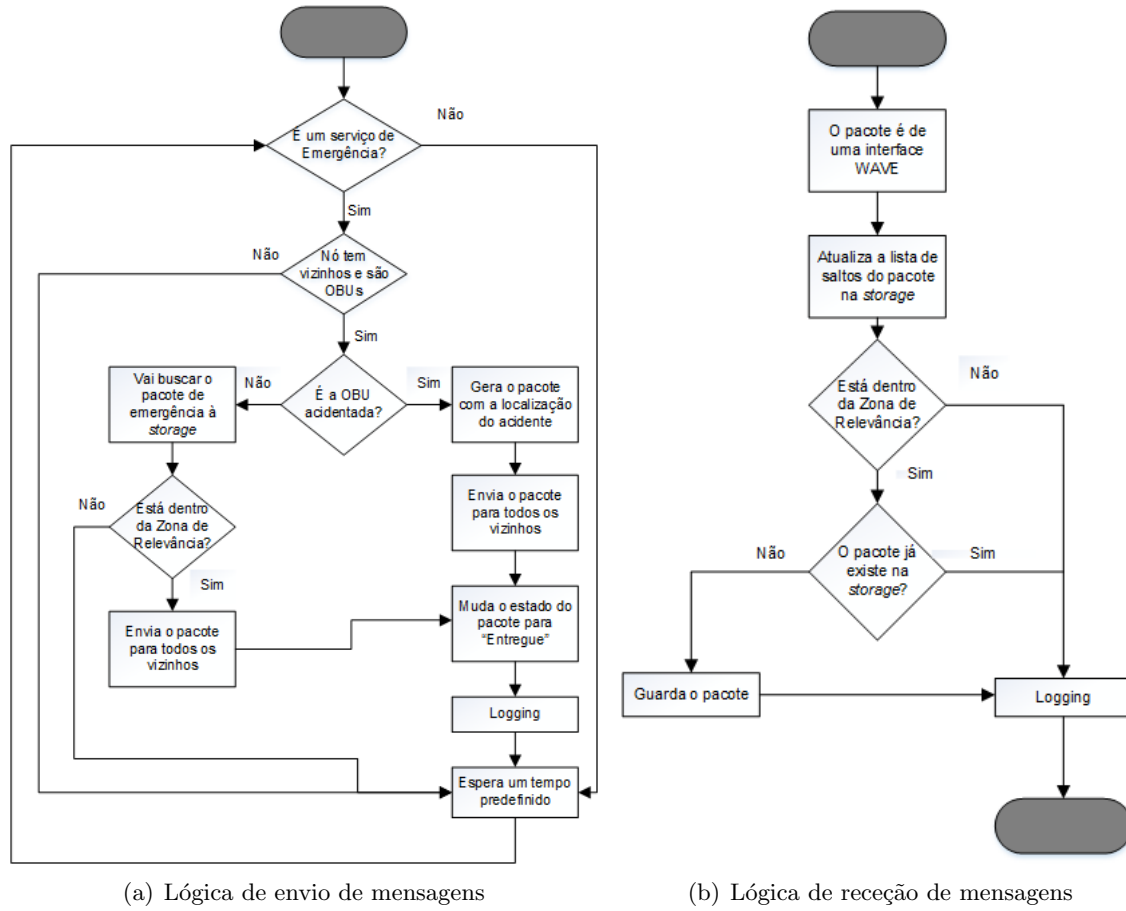 Não
É um serviço de
Emergência?
Sim
Não
Nó tem
vizinhos e são
OBUs
Sim
Vai buscar o
pacote de
emergência à
storage
Não
É a OBU
acidentada?
Sim
Gera o pacote
com a localização
do acidente
Não
Está dentro
da Zona de
Relevância?
Sim
Envia o pacote
para todos os
vizinhos
Envia o pacote
para todos os
vizinhos
Muda o estado do
pacote para
“Entregue”
Logging
Espera um tempo
predefinido
(a) Lógica de envio de mensagens
O pacote é de
uma interface
WAVE
Atualiza a lista de
saltos do pacote
na storage
Não
Está dentro
da Zona de
Relevância?
Sim
Não
O pacote já
existe na
storage?
Sim
Guarda o pacote
Logging
(b) Lógica de receção de mensagens